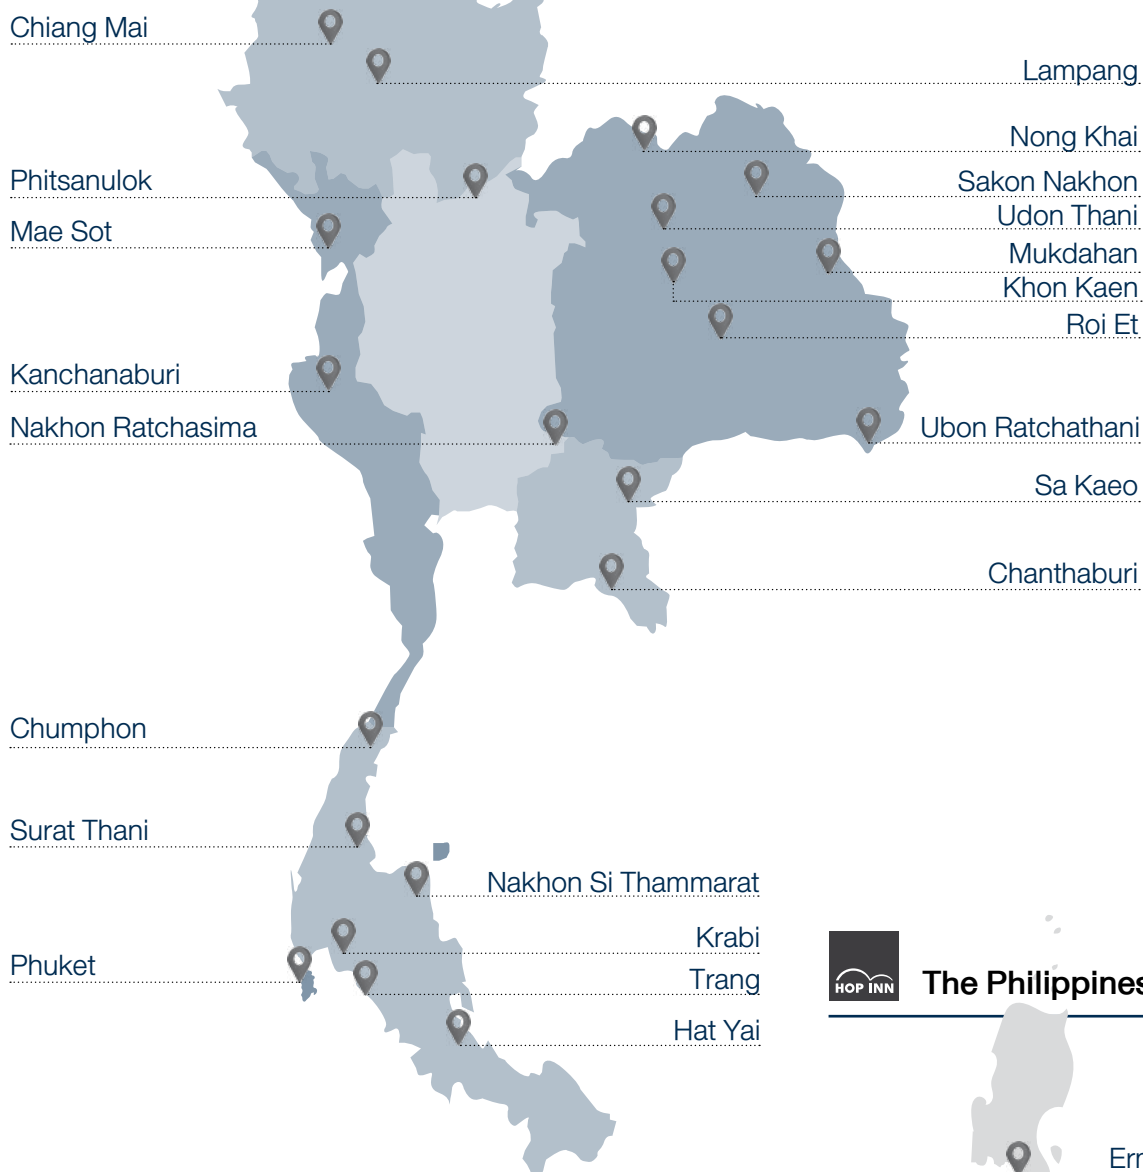 Chiang Mai
Lampang
Nong Khai
Phitsanulok
Sakon Nakhon
Udon Thani
Mae Sot
Mukdahan
Khon Kaen
Roi Et
Kanchanaburi
Nakhon Ratchasima
Ubon Ratchathani
Sa Kaeo
Chanthaburi
Chumphon
Surat Thani
Nakhon Si Thammarat
Krabi
Phuket
Trang
HOP INN
The Philippines
Hat Yai